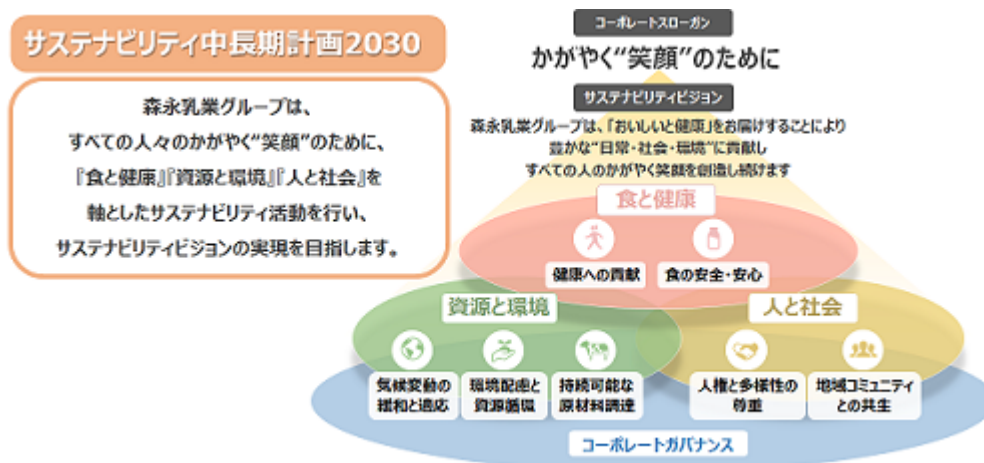 サステナビリティ中長期計画2030
森永乳業グループは、
すべての人々のかがやく“笑顔”のために、
『食と健康』『資源と環境』『人と社会』を
軸としたサステナビリティ活動を行い、
サステナビリティビジョンの実現を目指します。
コーポレートスローガン
かがやく“笑顔”のために
サステナビリティビジョン
森永乳業グループは、「おいしいと健康」をお届けすることにより
豊かな“日常・社会・環境”に貢献し
すべての人のかがやく笑顔を創造し続けます
食と健康
健康への貢献
食の安全・安心
資源と環境
気候変動の
緩和と適応
環境配慮と
資源循環
持続可能な
原材料調達
人と社会
人権と多様性の
尊重
地域コミュニティ
との共生
コーポレートガバナンス